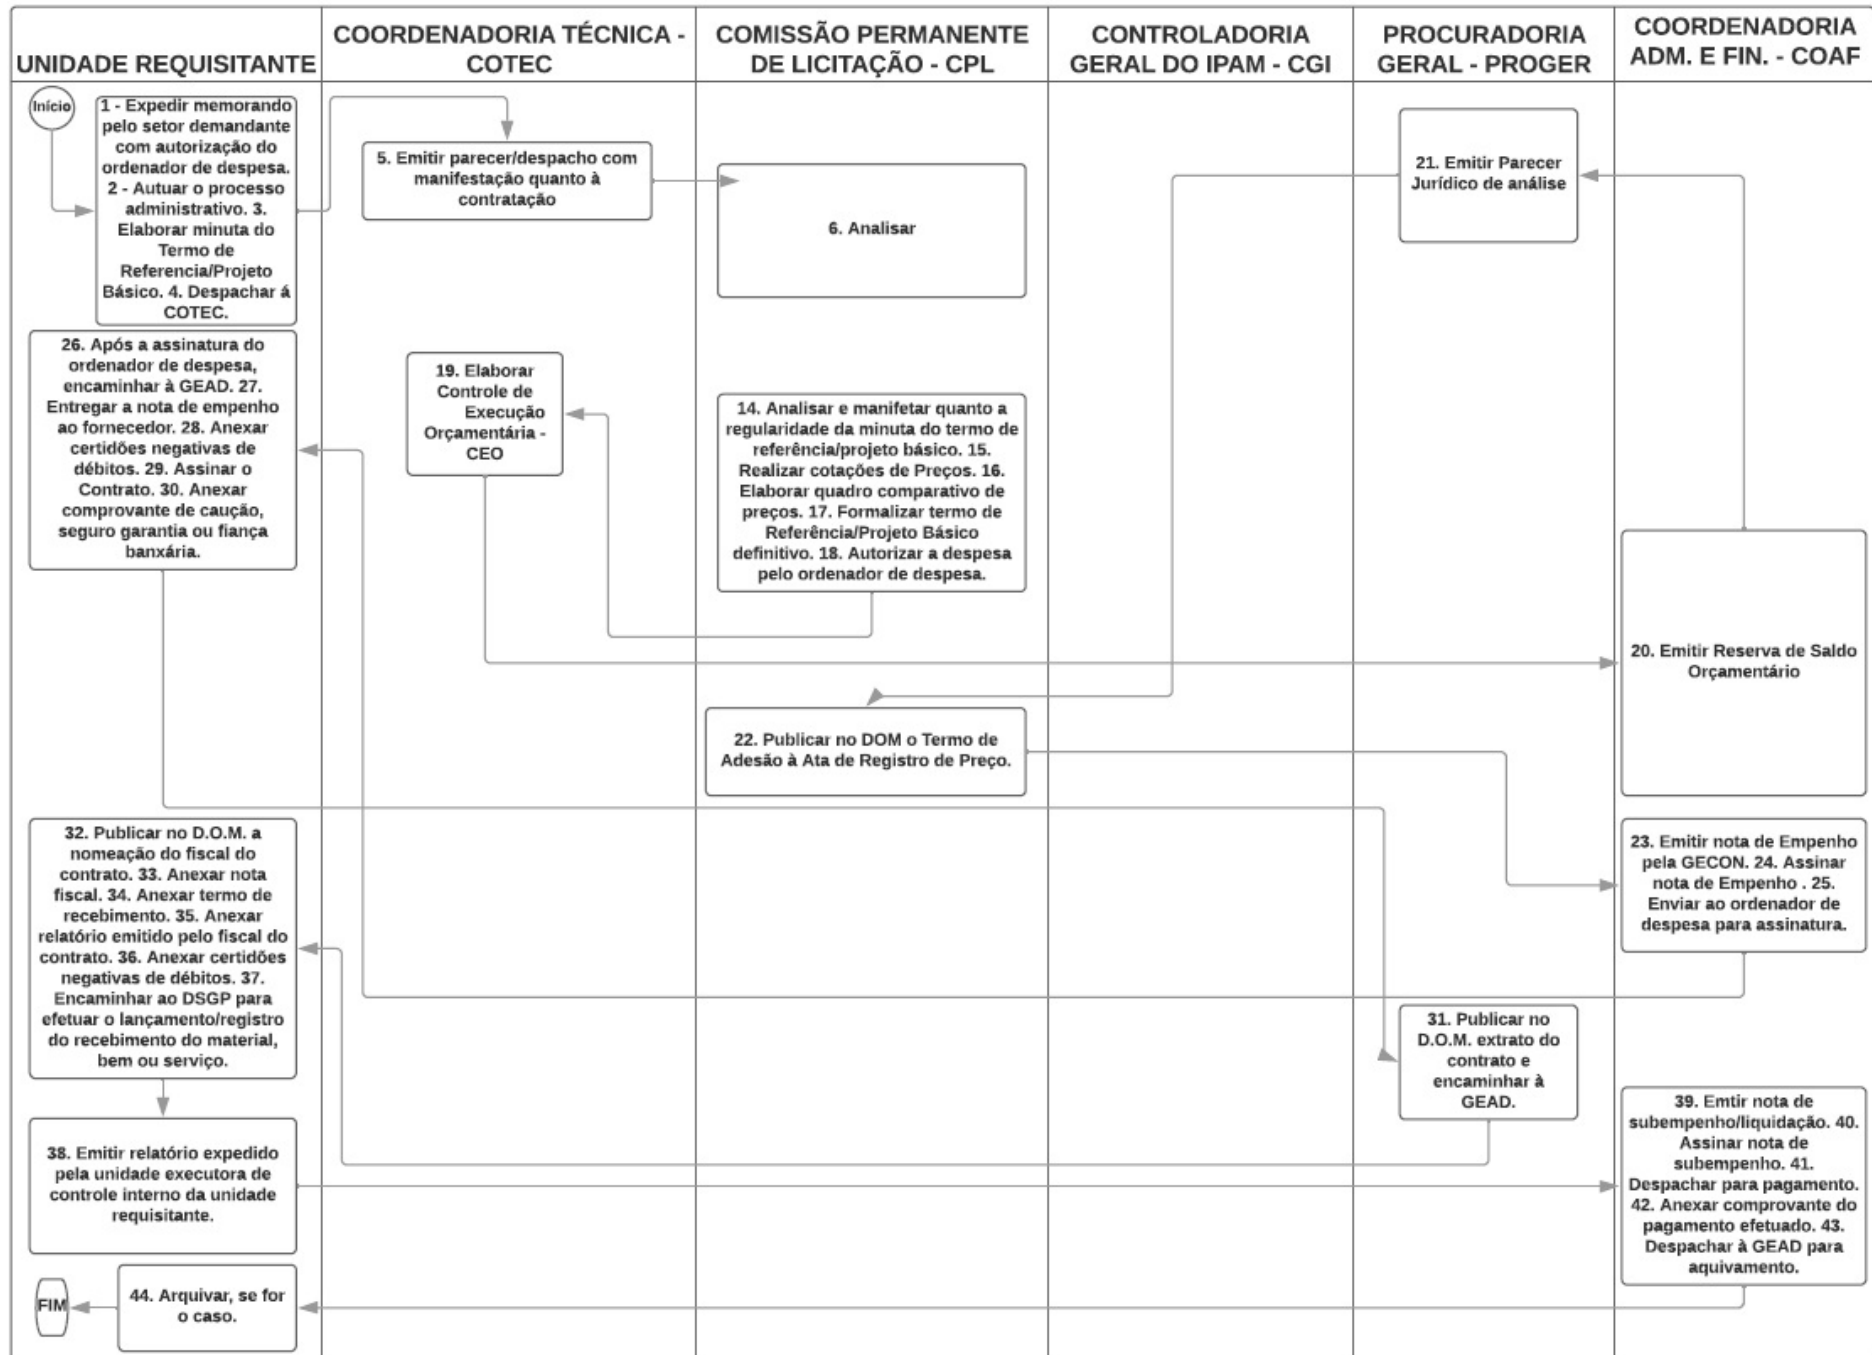 UNIDADE REQUISITANTE
COORDENADORIA TÉCNICA -
COTEC
COMISSÃO PERMANENTE
DE LICITAÇÃO - CPL
CONTROLADORIA
GERAL DO IPAM - CGI
PROCURADORIA
GERAL - PROGER
COORDENADORIA
ADM. E FIN. - COAF
Início
1 - Expedir memorando
pelo setor demandante
com autorização do
ordenador de despesa.
2 - Autuar o processo
administrativo. 3.
Elaborar minuta do
Termo de
Referencia/Projeto
Básico. 4. Despachar á
COTEC.
5. Emitir parecer/despacho com
manifestação quanto à
contratação
6. Analisar
21. Emitir Parecer
Jurídico de análise
26. Após a assinatura do
ordenador de despesa,
encaminhar à GEAD. 27.
Entregar a nota de empenho
ao fornecedor. 28. Anexar
certidões negativas de
débitos. 29. Assinar o
Contrato. 30. Anexar
comprovante de caução,
seguro garantia ou fiança
banxária.
19. Elaborar
Controle de
Execução
Orçamentária -
CEO
14. Analisar e manifetar quanto a
regularidade da minuta do termo de
referência/projeto básico. 15.
Realizar cotações de Preços. 16.
Elaborar quadro comparativo de
preços. 17. Formalizar termo de
Referência/Projeto Básico
definitivo. 18. Autorizar a despesa
pelo ordenador de despesa.
20. Emitir Reserva de Saldo
Orçamentário
22. Publicar no DOM o Termo de
Adesão à Ata de Registro de Preço.
32. Publicar no D.O.M. a
nomeação do fiscal do
contrato. 33. Anexar nota
fiscal. 34. Anexar termo de
recebimento. 35. Anexar
relatório emitido pelo fiscal do
contrato. 36. Anexar certidões
negativas de débitos. 37.
Encaminhar ao DSGP para
efetuar o lançamento/registro
do recebimento do material,
bem ou serviço.
23. Emitir nota de Empenho
pela GECON. 24. Assinar
nota de Empenho . 25.
Enviar ao ordenador de
despesa para assinatura.
31. Publicar no
D.O.M. extrato do
contrato e
encaminhar à
GEAD.
38. Emitir relatório expedido
pela unidade executora de
controle interno da unidade
requisitante.
39. Emtir nota de
subempenho/liquidação. 40.
Assinar nota de
subempenho. 41.
Despachar para pagamento.
42. Anexar comprovante do
pagamento efetuado. 43.
Despachar à GEAD para
aquivamento.
FIM
44. Arquivar, se for
o caso.